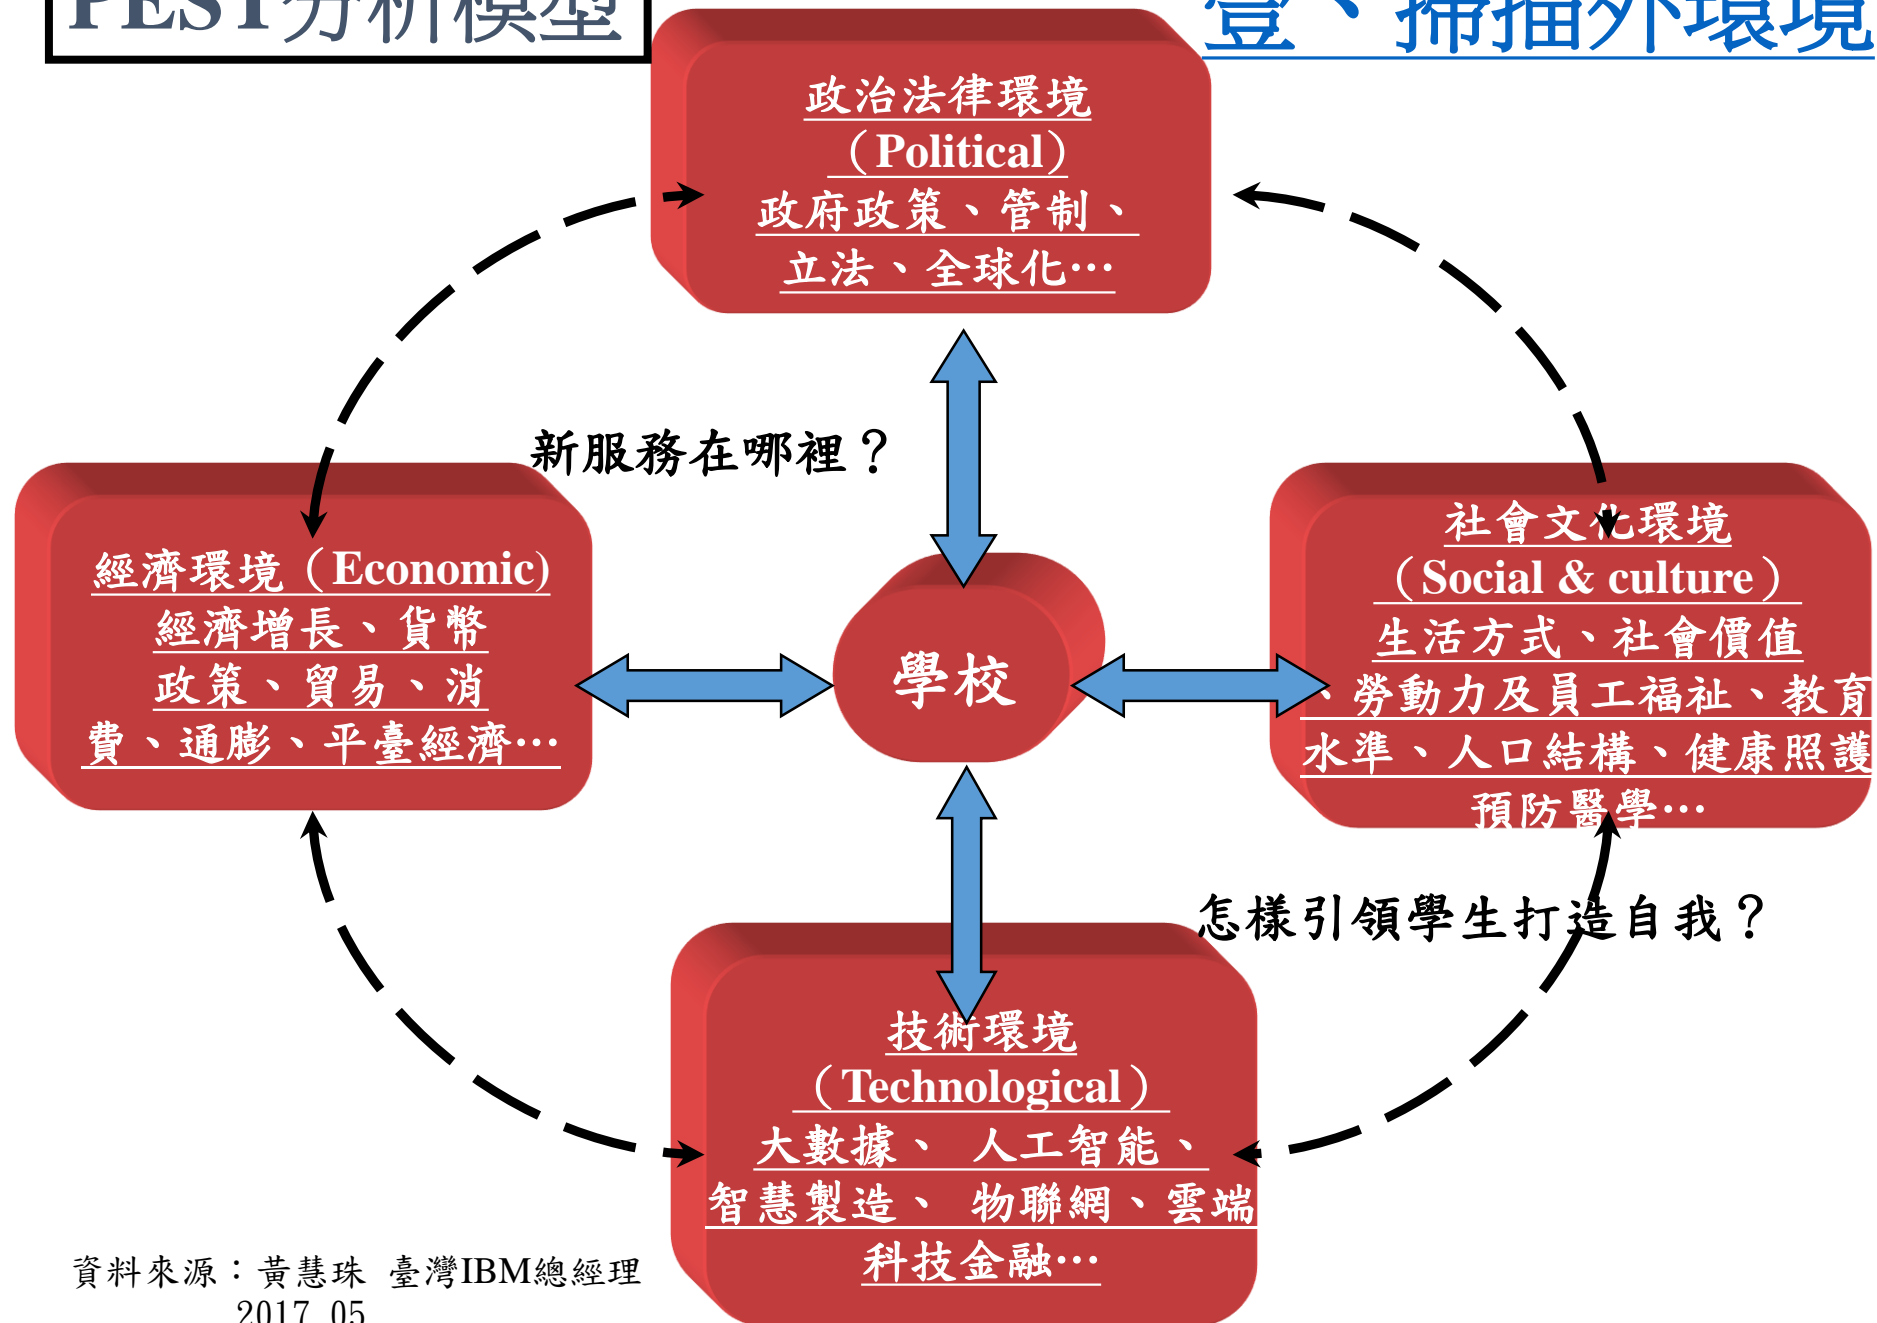 PEST分析模型
壹、掃描外環境
政治法律環境
（Political）
政府政策、管制、
立法、全球化…
新服務在哪裡？
經濟環境（Economic)
經濟增長、貨幣
政策、貿易、消
費、通膨、平臺經濟…
學校
社會文化環境
（Social & culture）
生活方式、社會價值
、勞動力及員工福祉、教育
水準、人口結構、健康照護
預防醫學…
怎樣引領學生打造自我？
技術環境
（Technological）
大數據、 人工智能、
智慧製造、 物聯網、雲端
科技金融…
資料來源：黃慧珠 臺灣IBM總經理
2017 05